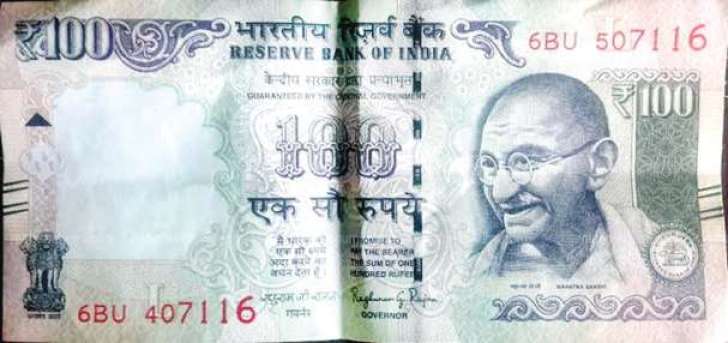 ₹100
भारतीय रिज़र्व बैंक
RESERVE BANK OF INDIA
6BU 507116
केन्द्रीय सरकार द्वारा प्रत्याभूत
GUARANTEED BY THE CENTRAL GOVERNMENT
₹100
100
एक सौ रुपये
मैं धारक को
एक सौ रुपये
अदा करने का
वचन देता हूँ
I PROMISE TO
PAY THE BEARER
THE SUM OF ONE
HUNDRED RUPEES
Raghuram G. Rajan
गवर्नर
GOVERNOR
महात्मा गांधी MAHATMA GANDHI
सत्यमेव जयते
6BU 407116